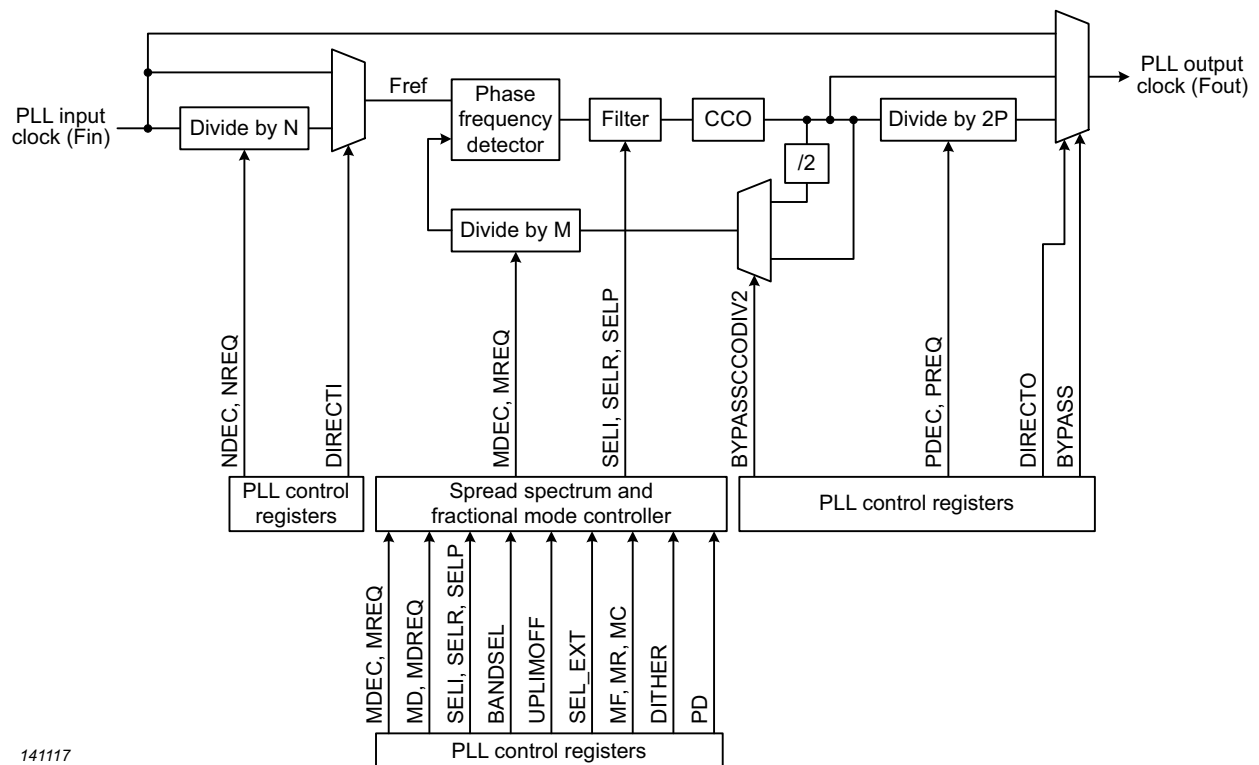 PLL input
clock (Fin)
Divide by N
Fref
Phase
frequency
detector
Filter
CCO
/2
Divide by 2P
PLL output
clock (Fout)
Divide by M
NDEC, NREQ
DIRECTI
MDEC, MREQ
SELI, SELR, SELP
BYPASSCCODIV2
PDEC, PREQ
DIRECTO
BYPASS
PLL control
registers
Spread spectrum and
fractional mode controller
PLL control registers
MDEC, MREQ
MD, MDREQ
SELI, SELR, SELP
BANDSEL
UPLIMOFF
SEL_EXT
MF, MR, MC
DITHER
PD
PLL control registers
141117